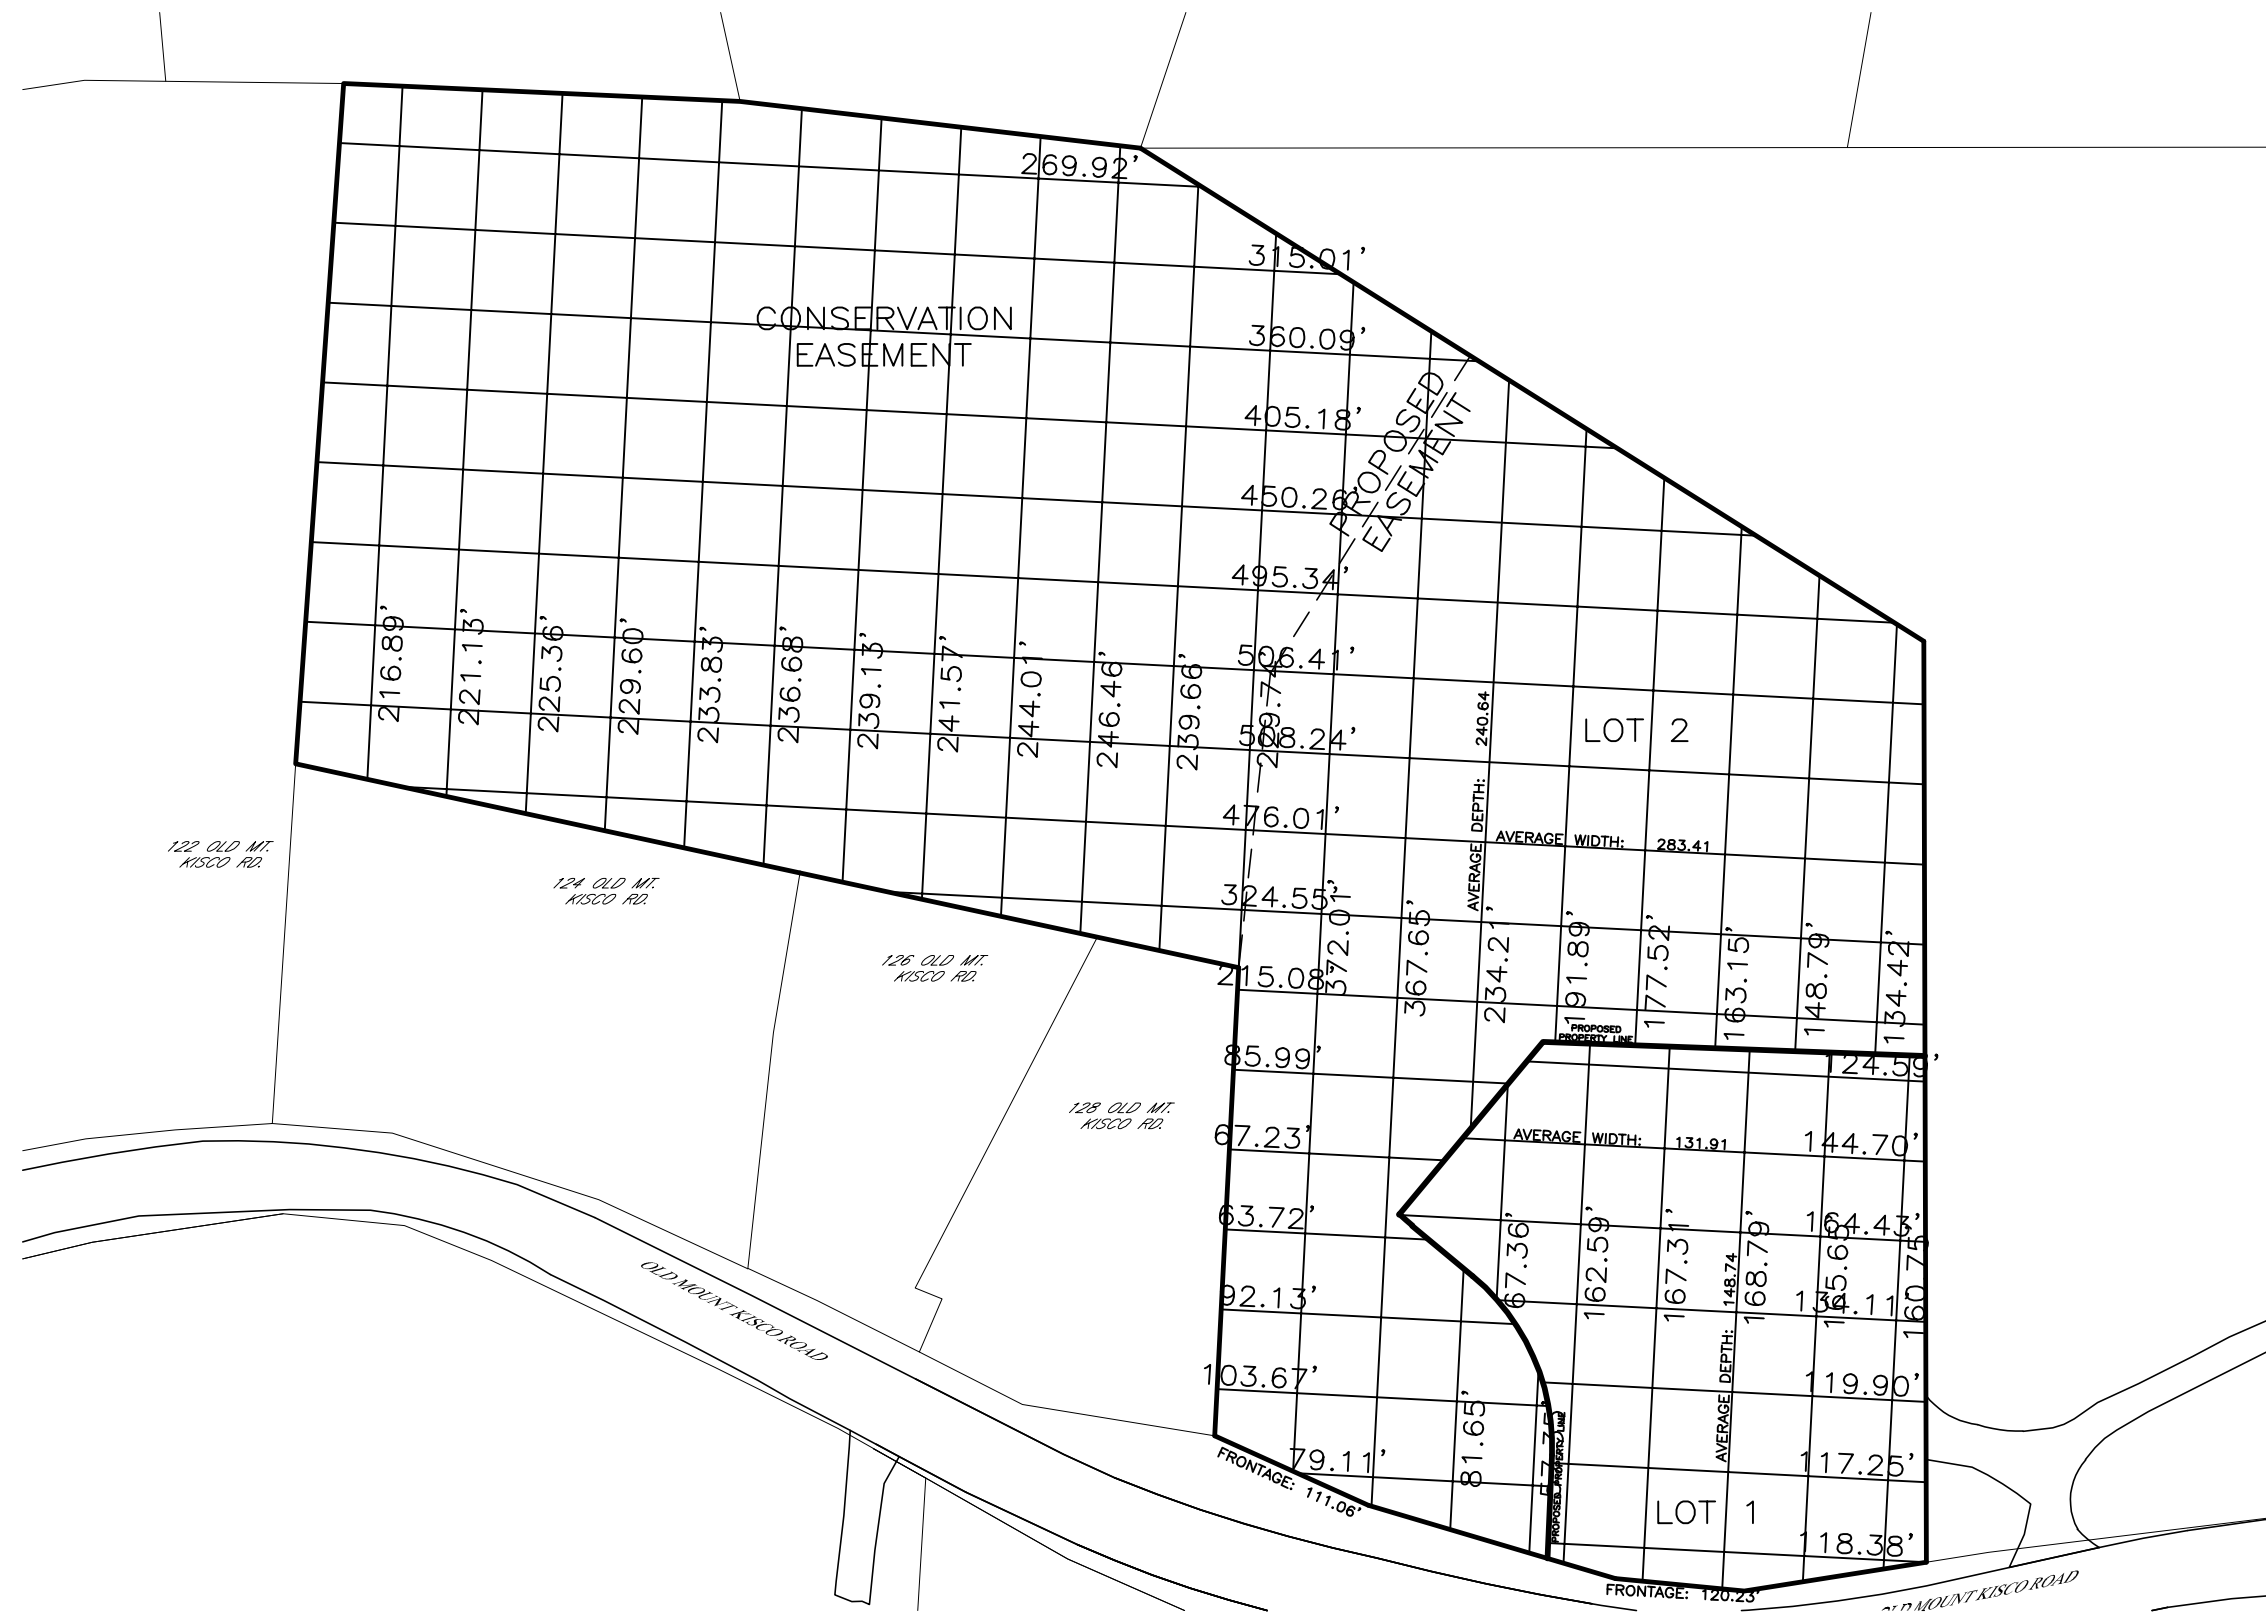 269.92'
315.01'
CONSERVATION
EASEMENT
360.09'
PROPOSED
EASEMENT
405.18'
450.26'
495.34'
506.41'
508.24'
476.01'
324.55'
215.08'
85.99'
67.23'
63.72'
92.13'
103.67'
79.11'
216.89'
221.13'
225.36'
229.60'
233.83'
236.68'
239.13'
241.57'
244.01'
246.46'
239.66'
229.74'
372.01'
367.65'
234.21'
191.89'
177.52'
163.15'
148.79'
134.42'
LOT 2
AVERAGE DEPTH: 240.64
AVERAGE WIDTH: 283.41
122 OLD MT.
KISCO RD.
124 OLD MT.
KISCO RD.
126 OLD MT.
KISCO RD.
128 OLD MT.
KISCO RD.
PROPOSED
PROPERTY LINE
124.59'
AVERAGE WIDTH: 131.91
144.70'
164.43'
134.11'
119.90'
117.25'
118.38'
67.36'
162.59'
167.31'
168.79'
165.65'
160.75'
AVERAGE DEPTH: 148.74
81.65'
PROPOSED PROPERTY LINE
LOT 1
OLD MOUNT KISCO ROAD
FRONTAGE: 111.06'
FRONTAGE: 120.23'
OLD MOUNT KISCO ROAD